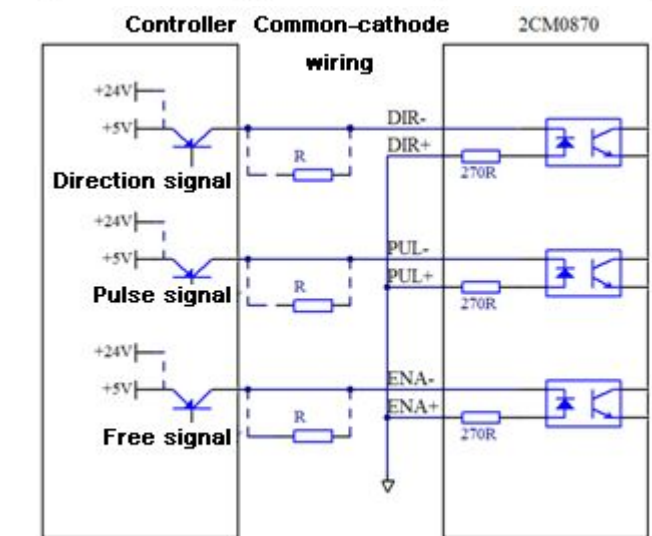 Controller Common-cathode wiring 2CM0870
+24V
+5V
DIR-
DIR+
R
270R
Direction signal
+24V
+5V
PUL-
PUL+
R
270R
Pulse signal
+24V
+5V
ENA-
ENA+
R
270R
Free signal